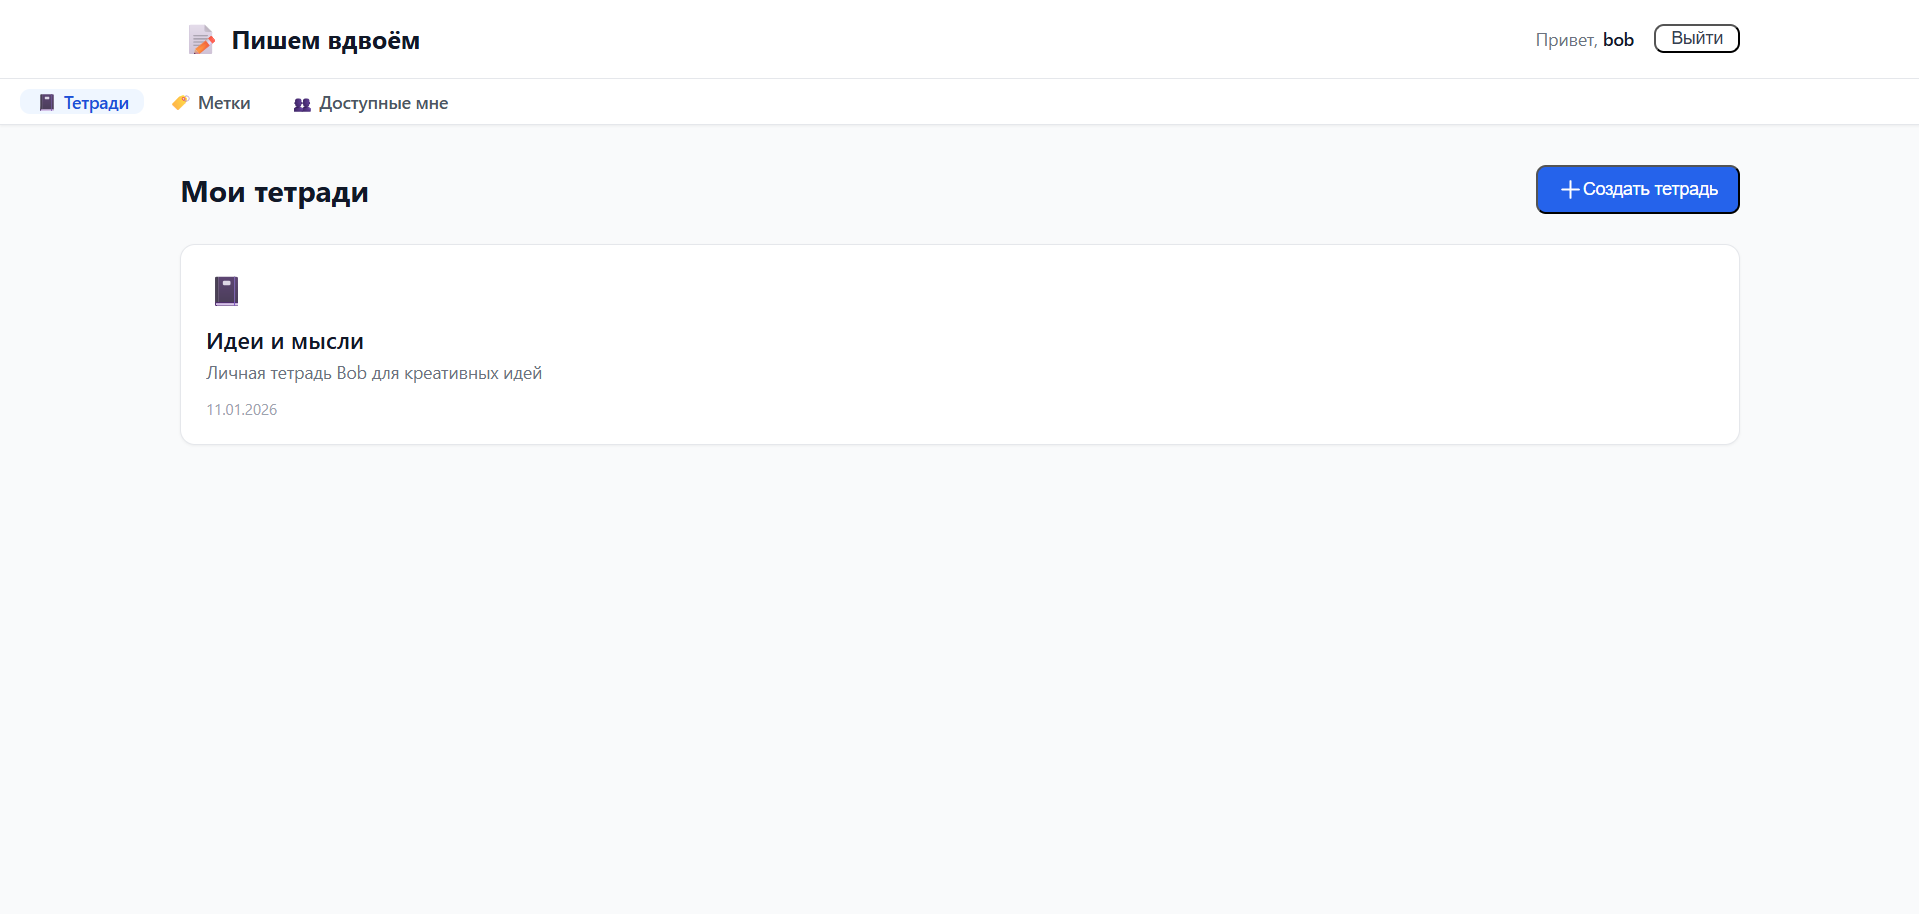 Пишем вдвоём
Привет, bob
Выйти
Тетради
Метки
Доступные мне
Мои тетради
Создать тетрадь
Идеи и мысли
Личная тетрадь Bob для креативных идей
11.01.2026